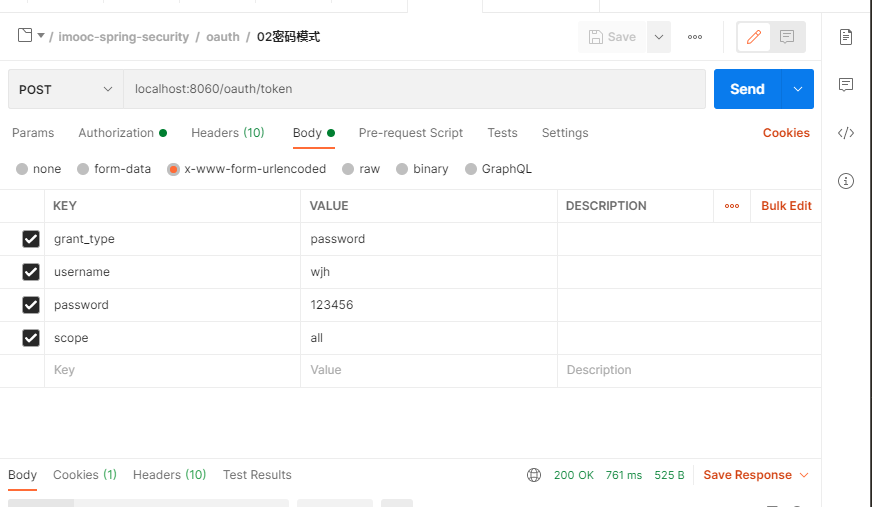 / imooc-spring-security / oauth / 02密码模式 Save ooo
POST localhost:8060/oauth/token Send
Params Authorization Headers (10) Body Pre-request Script Tests Settings Cookies
none form-data x-www-form-urlencoded raw binary GraphQL
KEY VALUE DESCRIPTION ooo Bulk Edit
grant_type password
username wjh
password 123456
scope all
Key Value Description
Body Cookies (1) Headers (10) Test Results 200 OK 761 ms 525 B Save Response